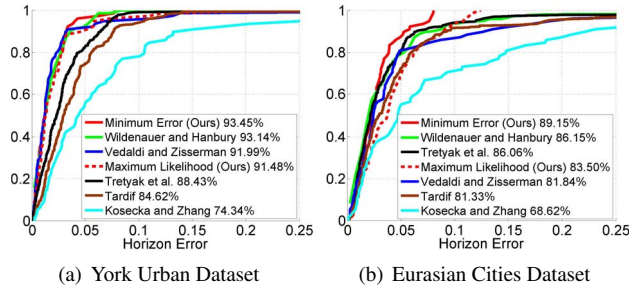 1
0.8
0.6
0.4
0.2
0
Minimum Error (Ours) 93.45%
Wildenauer and Hanbury 93.14%
Vedaldi and Zisserman 91.99%
Maximum Likelihood (Ours) 91.48%
Tretyak et al. 88.43%
Tardif 84.62%
Kosecka and Zhang 74.34%
0 0.05 0.1 0.15 0.2 0.25
Horizon Error
(a) York Urban Dataset
1
0.8
0.6
0.4
0.2
0
Minimum Error (Ours) 89.15%
Wildenauer and Hanbury 86.15%
Tretyak et al. 86.06%
Maximum Likelihood (Ours) 83.50%
Vedaldi and Zisserman 81.84%
Tardif 81.33%
Kosecka and Zhang 68.62%
0 0.05 0.1 0.15 0.2 0.25
Horizon Error
(b) Eurasian Cities Dataset